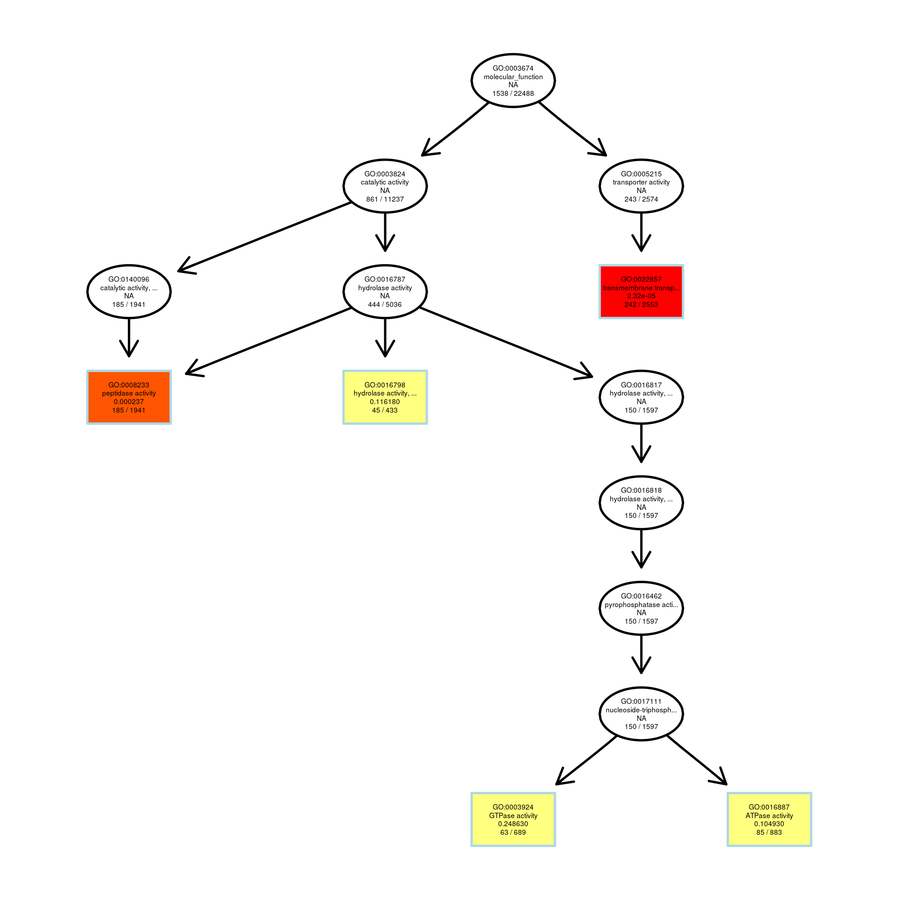 GO:0003674
molecular_function
NA
1538 / 22488
GO:0003824
catalytic activity
NA
861 / 11237
GO:0005215
transporter activity
NA
243 / 2574
GO:0140096
catalytic activity, ...
NA
185 / 1941
GO:0016787
hydrolase activity
NA
444 / 5036
GO:0022857
transmembrane transp...
2.32e-05
242 / 2553
GO:0008233
peptidase activity
0.000237
185 / 1941
GO:0016798
hydrolase activity, ...
0.116180
45 / 433
GO:0016817
hydrolase activity, ...
NA
150 / 1597
GO:0016818
hydrolase activity, ...
NA
150 / 1597
GO:0016462
pyrophosphatase acti...
NA
150 / 1597
GO:0017111
nucleoside-triphosph...
NA
150 / 1597
GO:0003924
GTPase activity
0.248630
63 / 689
GO:0016887
ATPase activity
0.104930
85 / 883